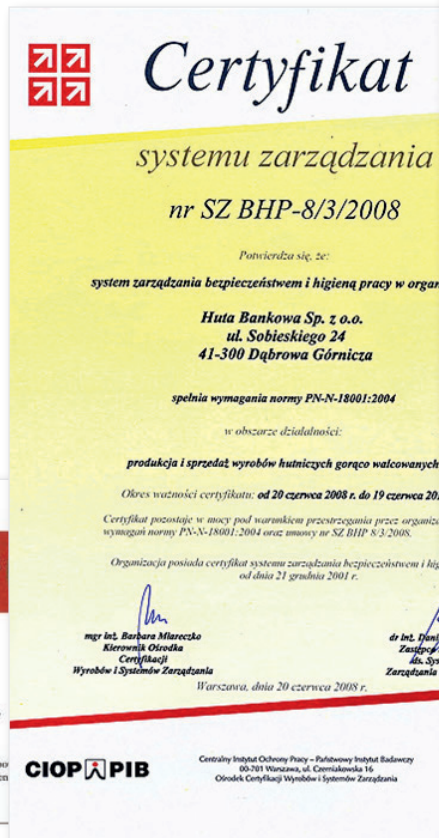 Certyfikat
systemu zarządzania
nr SZ BHP-8/3/2008
Potwierdza się, że:
system zarządzania bezpieczeństwem i higieną pracy w organ
Huta Bankowa Sp. z o.o.
ul. Sobieskiego 24
41-300 Dąbrowa Górnicza
spełnia wymagania normy PN-N-18001:2004
w obszarze działalności:
produkcja i sprzedaż wyrobów hutniczych gorąco walcowanych
Okres ważności certyfikatu: od 20 czerwca 2008 r. do 19 czerwca 20
Certyfikat pozostaje w mocy pod warunkiem przestrzegania przez organiza
wymagań normy PN-N-18001:2004 oraz umowy nr SZ BHP 8/3/2008.
Organizacja posiada certyfikat systemu zarządzania bezpieczeństwem i hig
od dnia 21 grudnia 2001 r.
mgr inż. Barbara Miareczko
Kierownik Ośrodka
Certyfikacji
Wyrobów i Systemów Zarządzania
dr inż. Dani
Zastępc
ds. Sys
Zarządzania
Warszawa, dnia 20 czerwca 2008 r.
CIOP PIB
Centralny Instytut Ochrony Pracy – Państwowy Instytut Badawczy
00-701 Warszawa, ul. Czerniakowska 16
Ośrodek Certyfikacji Wyrobów i Systemów Zarządzania